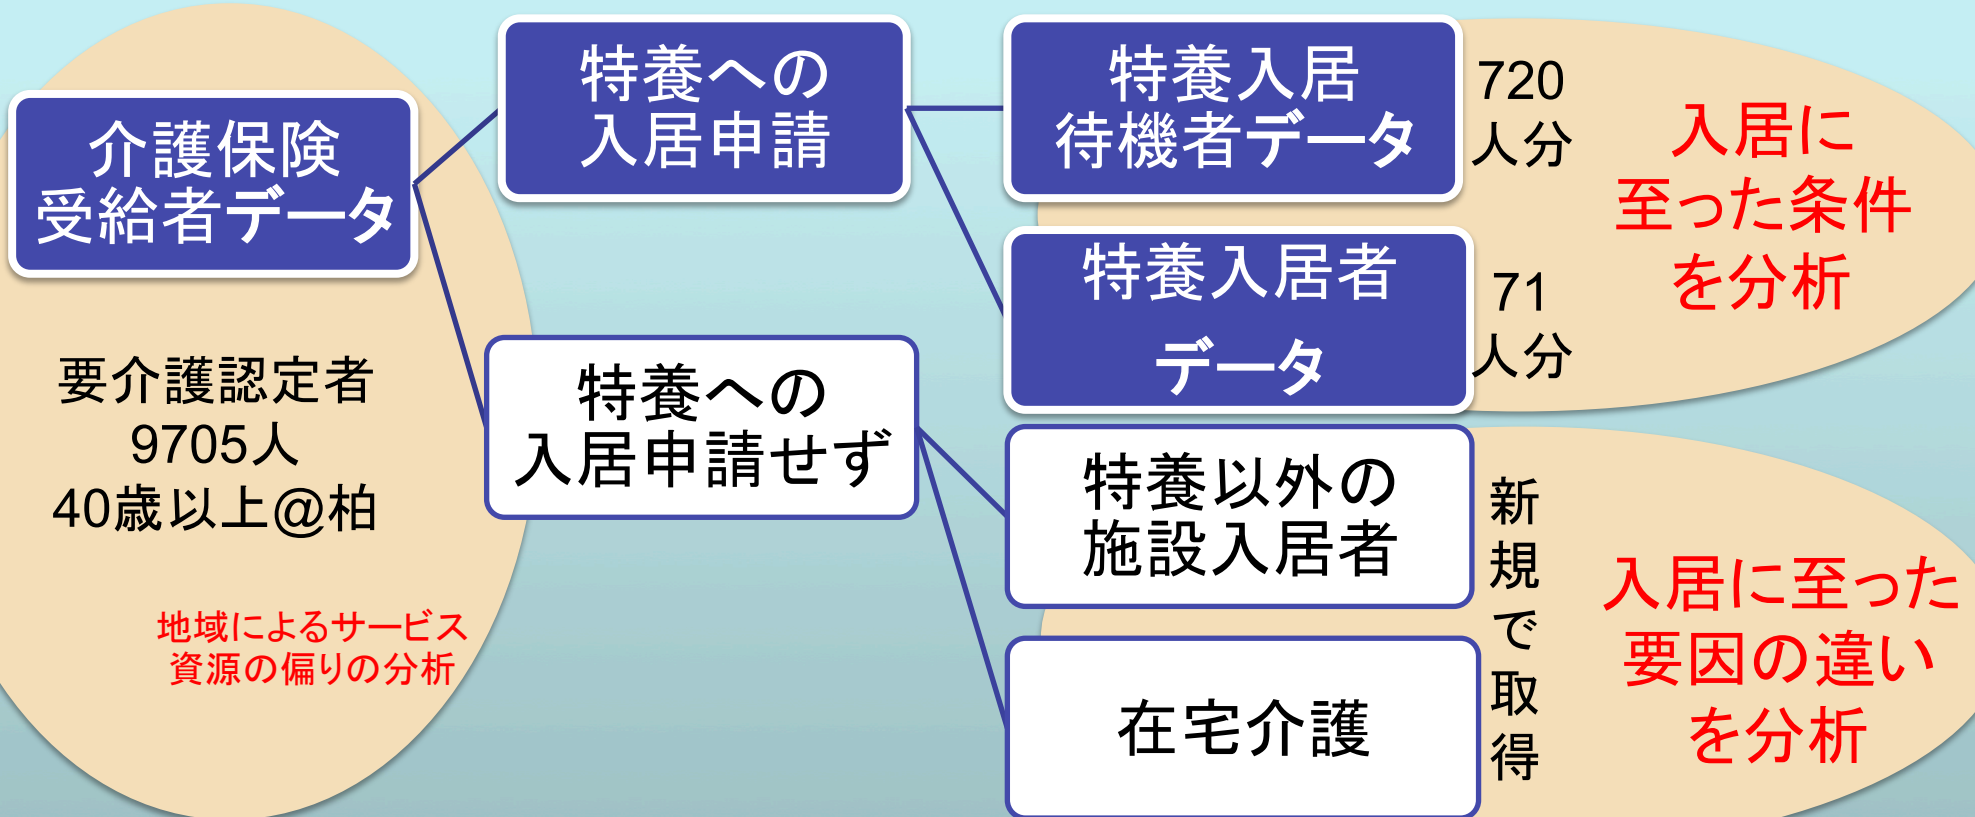 介護保険
受給者データ
要介護認定者
9705人
40歳以上@柏
地域によるサービス
資源の偏りの分析
特養への
入居申請
特養への
入居申請せず
特養入居
待機者データ
720
人分
特養入居者
データ
71
人分
入居に
至った条件
を分析
特養以外の
施設入居者
在宅介護
新規で取得
入居に至った
要因の違い
を分析